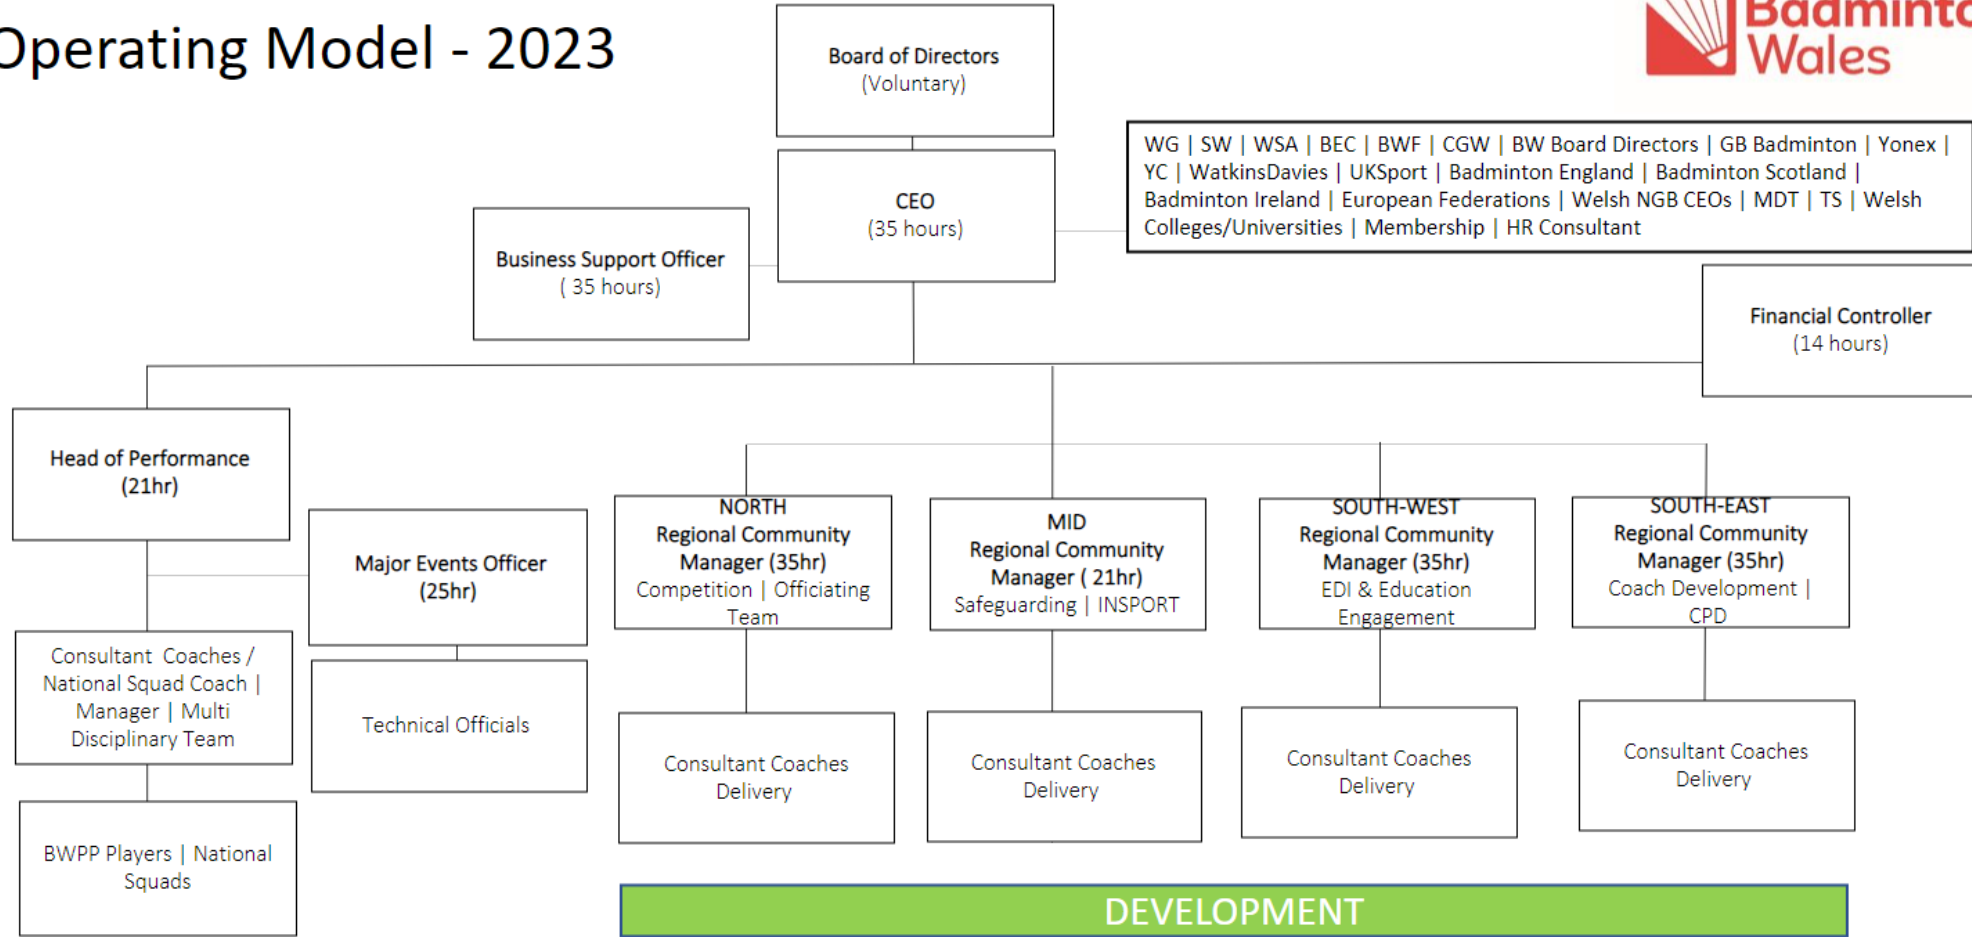 Operating Model - 2023
Badminto
Wales
Board of Directors
(Voluntary)
CEO
(35 hours)
WG | SW | WSA | BEC | BWF | CGW | BW Board Directors | GB Badminton | Yonex |
YC | WatkinsDavies | UKSport | Badminton England | Badminton Scotland |
Badminton Ireland | European Federations | Welsh NGB CEOs | MDT | TS | Welsh
Colleges/Universities | Membership | HR Consultant
Business Support Officer
( 35 hours)
Financial Controller
(14 hours)
Head of Performance
(21hr)
Major Events Officer
(25hr)
NORTH
Regional Community
Manager (35hr)
Competition | Officiating
Team
MID
Regional Community
Manager ( 21hr)
Safeguarding | INSPORT
SOUTH-WEST
Regional Community
Manager (35hr)
EDI & Education
Engagement
SOUTH-EAST
Regional Community
Manager (35hr)
Coach Development |
CPD
Consultant  Coaches /
National Squad Coach |
Manager | Multi
Disciplinary Team
Technical Officials
Consultant Coaches
Delivery
Consultant Coaches
Delivery
Consultant Coaches
Delivery
Consultant Coaches
Delivery
BWPP Players | National
Squads
DEVELOPMENT